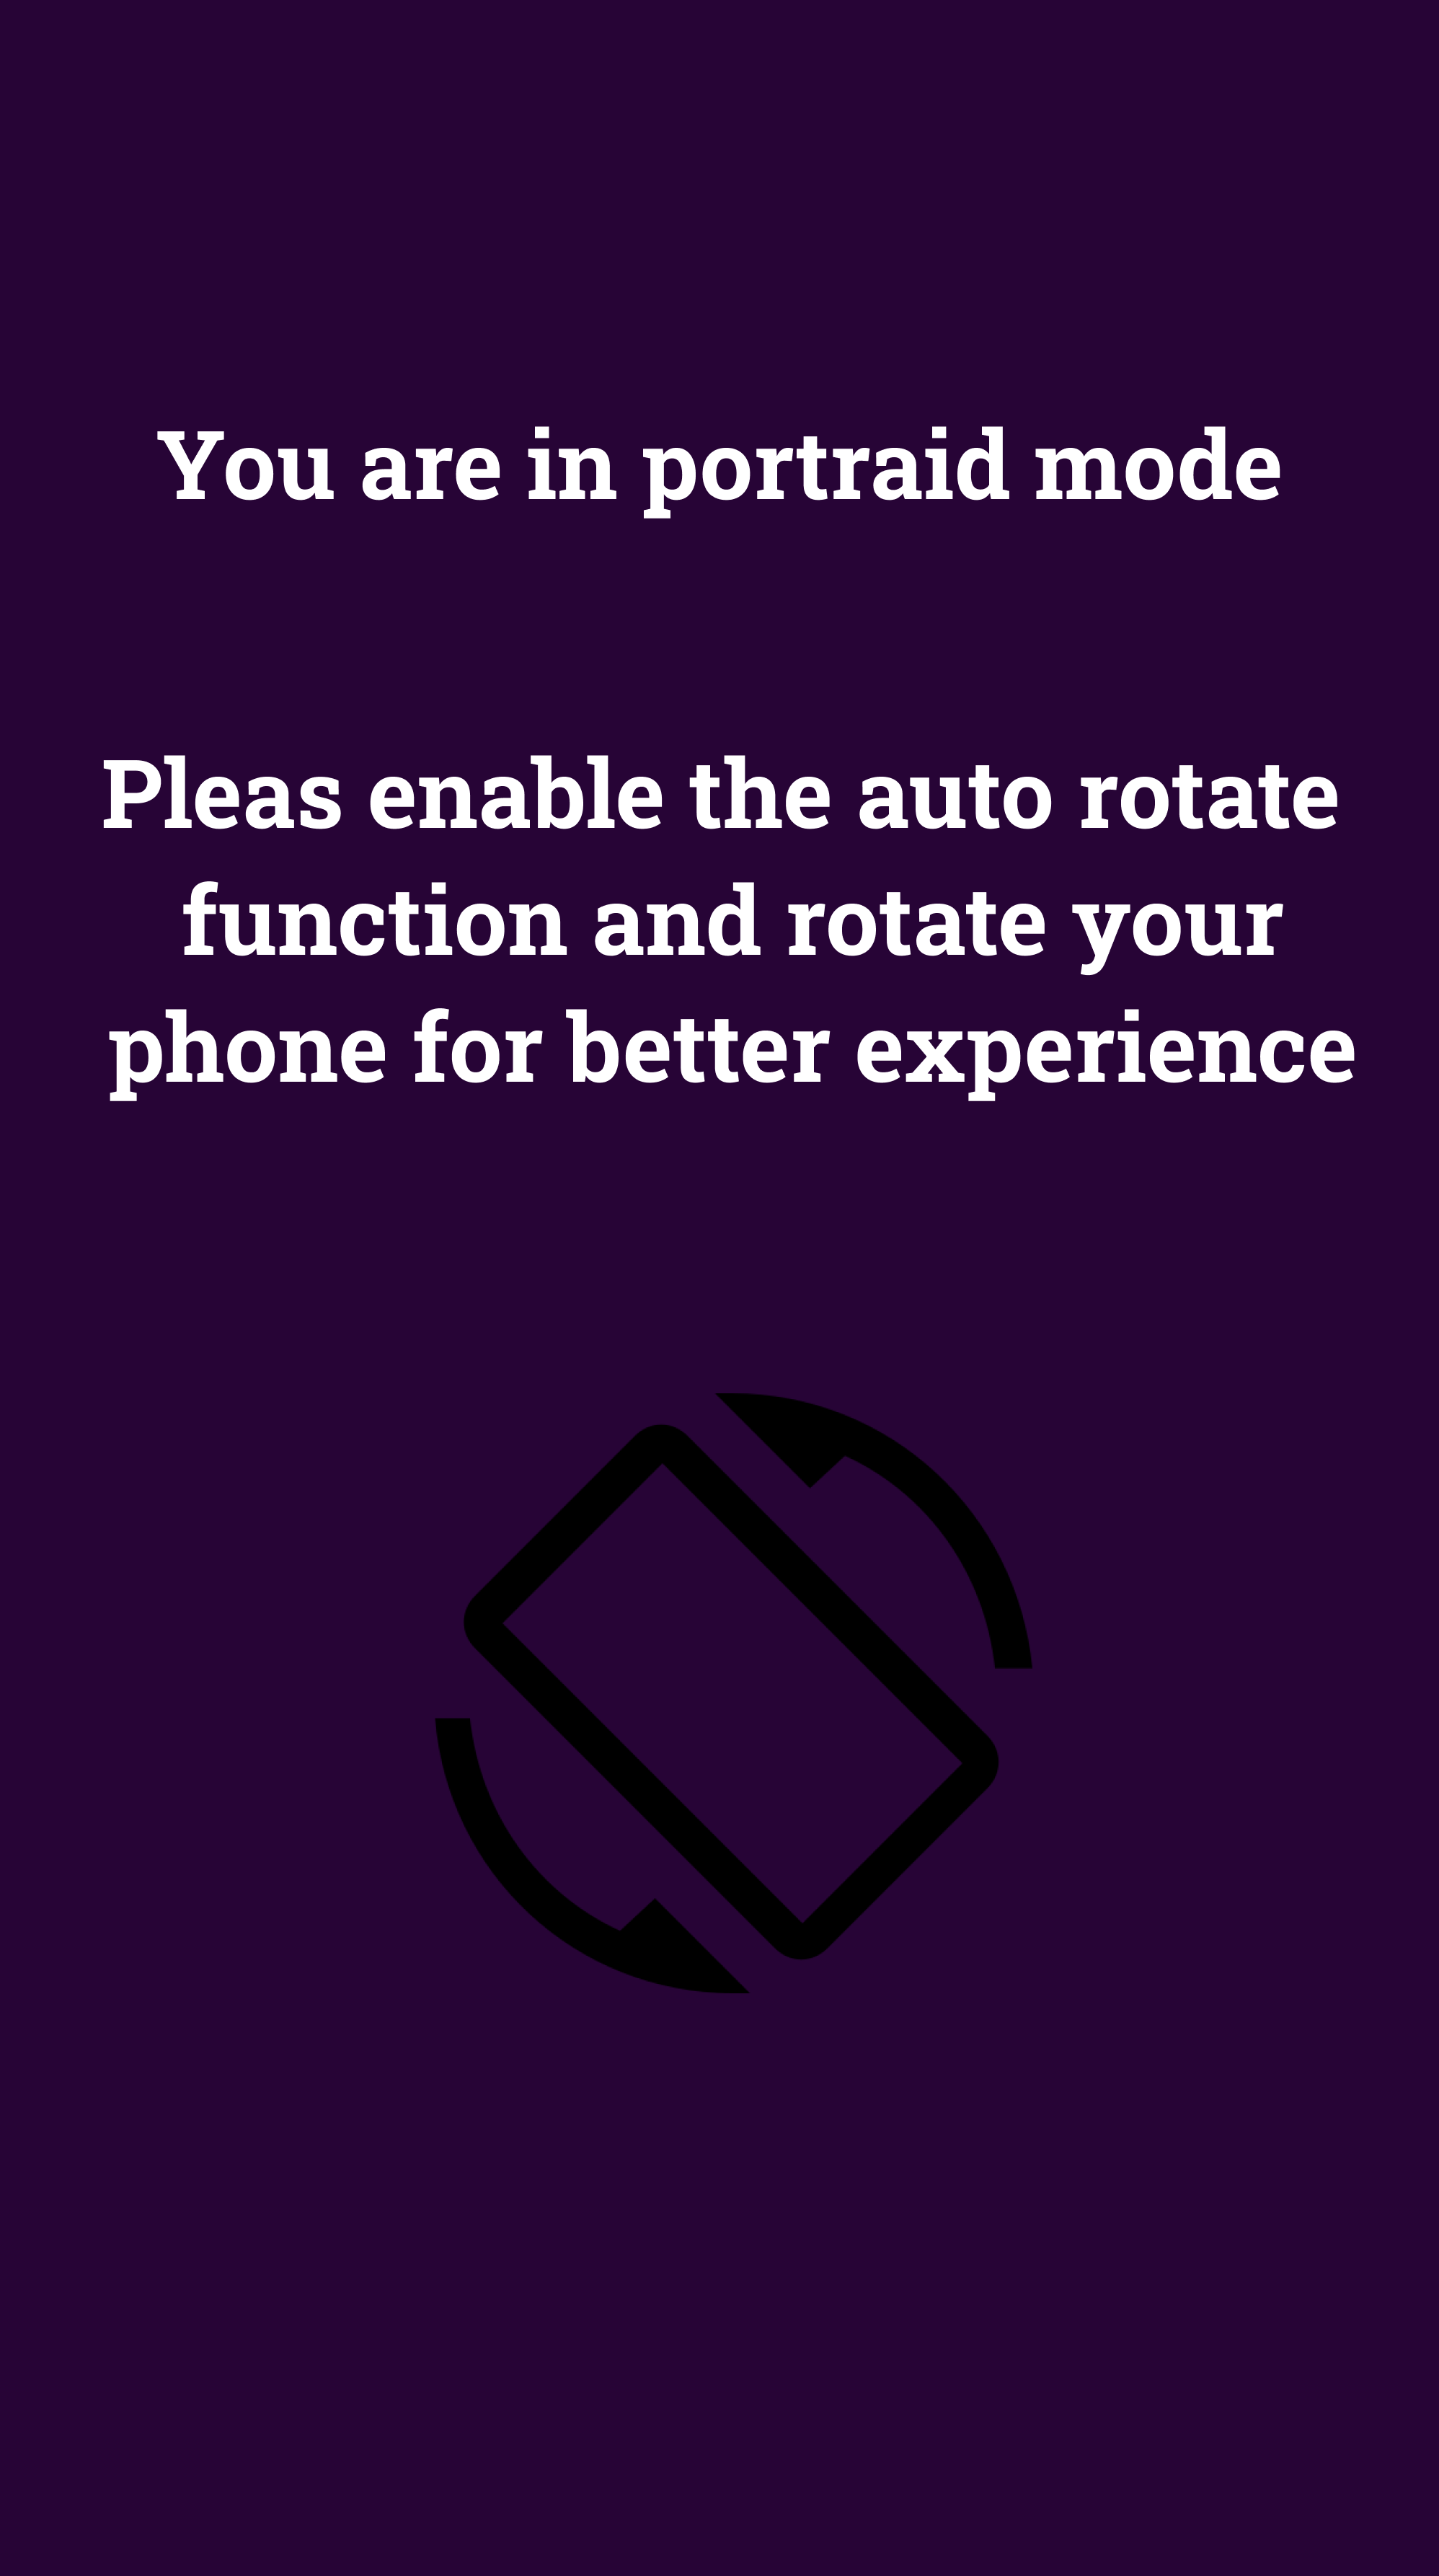 You are in portraid mode
Pleas enable the auto rotate
function and rotate your
phone for better experience